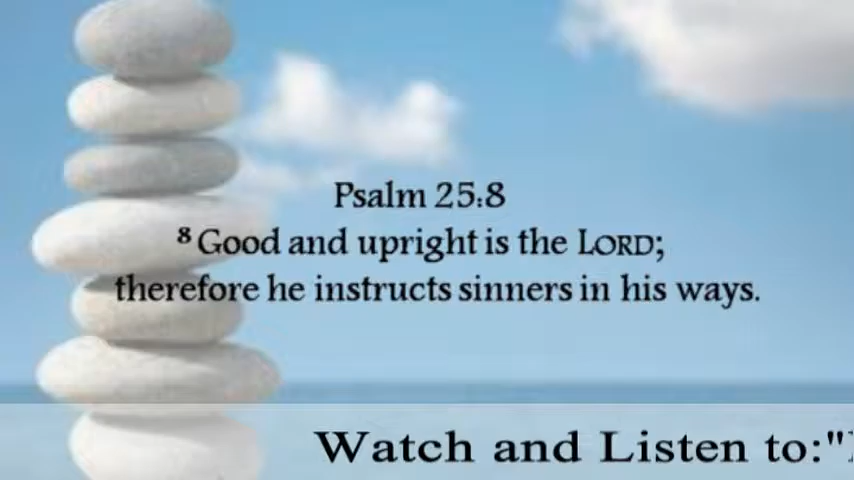 Psalm 25:8
⁸ Good and upright is the LORD;
therefore he instructs sinners in his ways.
Watch and Listen to:"